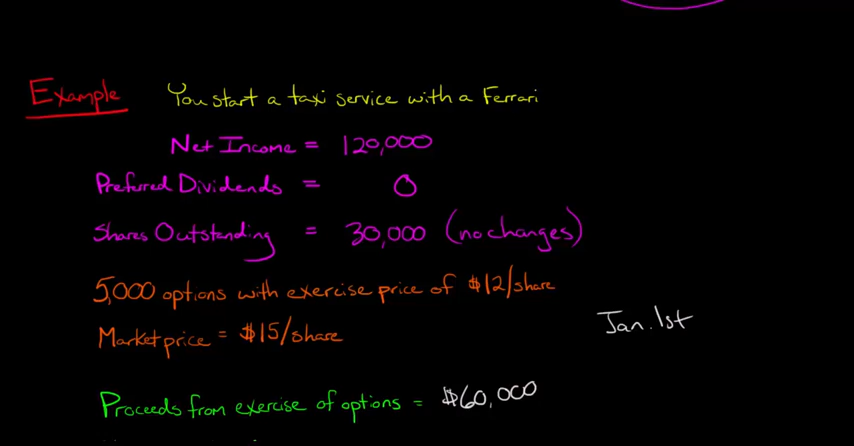 Example
You start a taxi service with a Ferrari
Net Income = 120,000
Preferred Dividends = 0
Shares Outstanding = 30,000 (no changes)
5,000 options with exercise price of $12/share
Market price = $15/share
Jan. 1st
Proceeds from exercise of options = $60,000